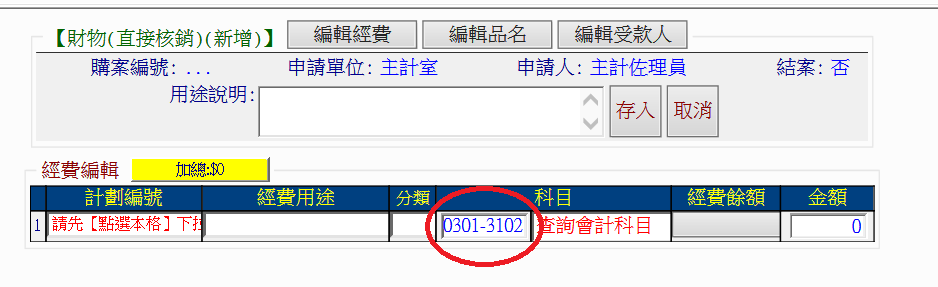 【財物(直接核銷)(新增)】 編輯經費 編輯品名 編輯受款人
購案編號: ... 申請單位: 主計室 申請人: 主計佐理員 結案: 否
用途說明: 存入 取消
經費編輯 加總:$0
計劃編號 經費用途 分類 科目 經費餘額 金額
1 請先【點選本格】下 0301-3102 查詢會計科目 0